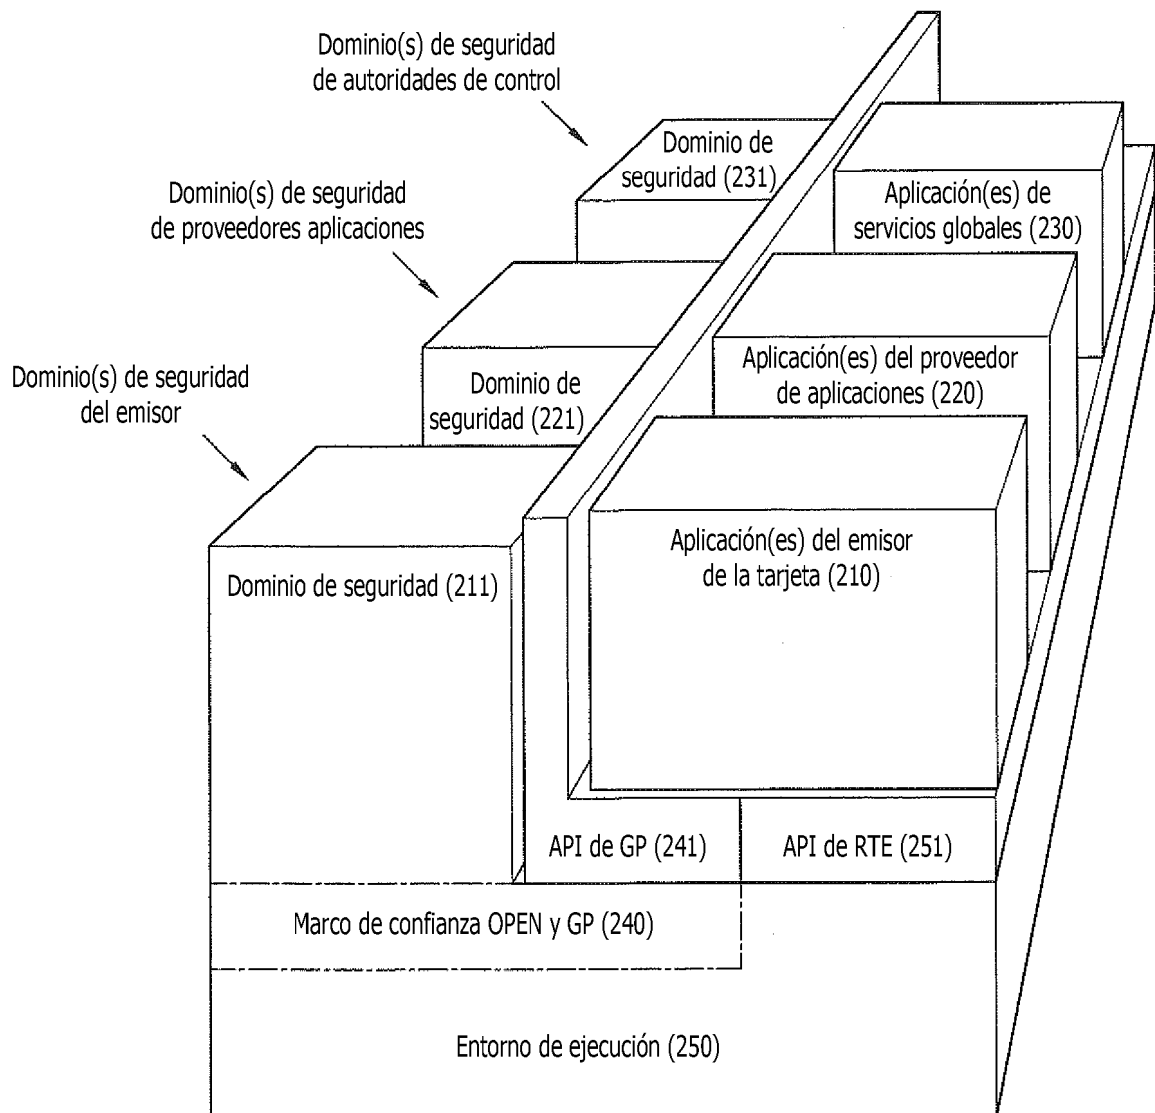 Dominio(s) de seguridad
de autoridades de control
Dominio de
seguridad (231)
Aplicación(es) de
servicios globales (230)
Dominio(s) de seguridad
de proveedores aplicaciones
Dominio de
seguridad (221)
Aplicación(es) del proveedor
de aplicaciones (220)
Dominio(s) de seguridad
del emisor
Dominio de seguridad (211)
Aplicación(es) del emisor
de la tarjeta (210)
API de GP (241)
API de RTE (251)
Marco de confianza OPEN y GP (240)
Entorno de ejecución (250)